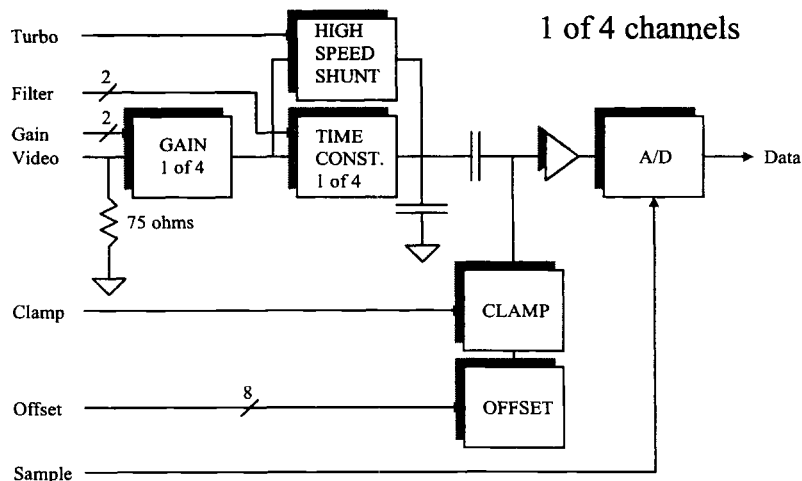 1 of 4 channels
Turbo
HIGH
SPEED
SHUNT
Filter
2
Gain
2
Video
GAIN
1 of 4
TIME
CONST.
1 of 4
A/D
Data
75 ohms
Clamp
CLAMP
Offset
8
OFFSET
Sample